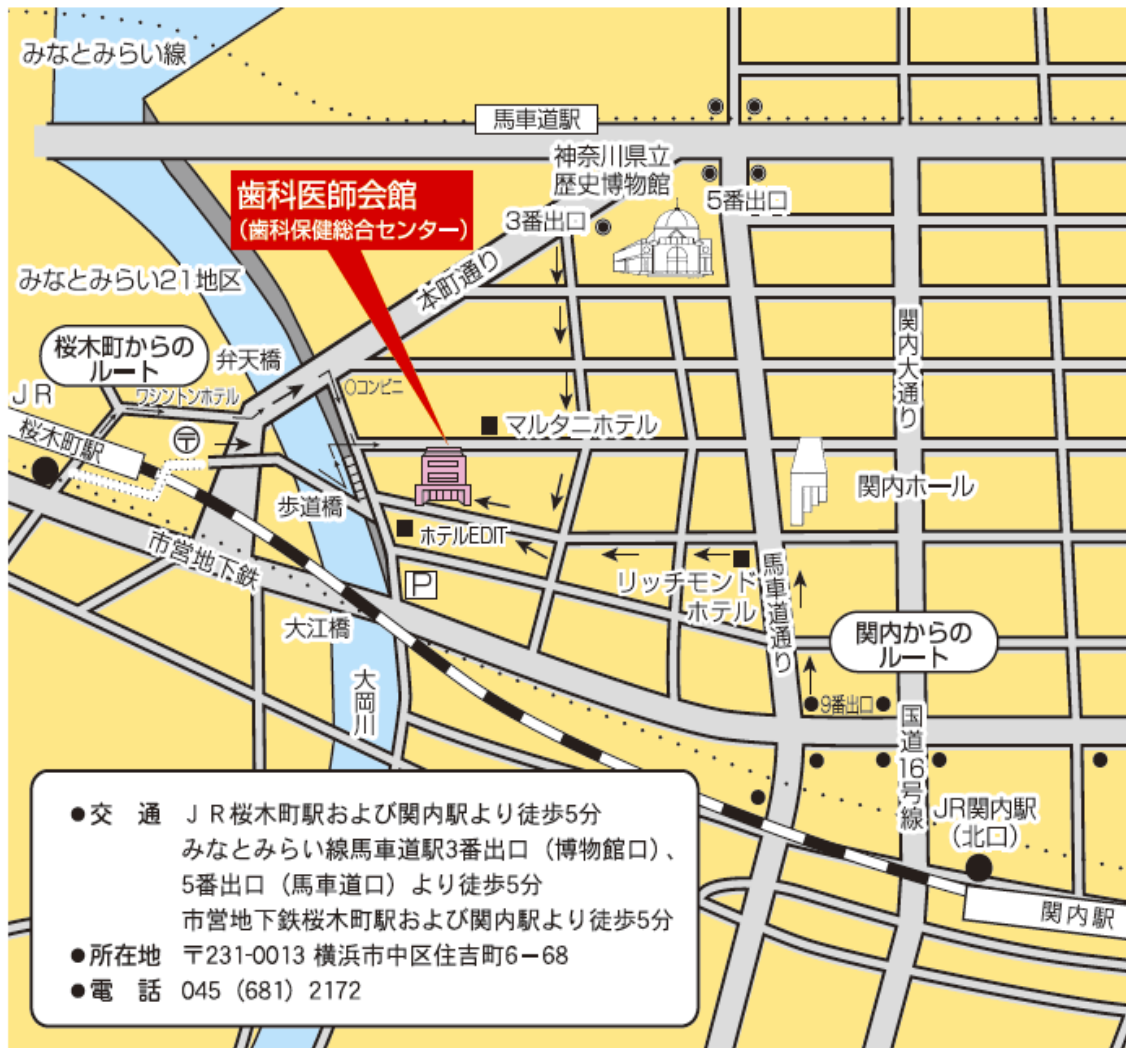 みなとみらい線
馬車道駅
神奈川県立
歴史博物館
5番出口
3番出口
歯科医師会館
(歯科保健総合センター)
本町通り
みなとみらい21地区
桜木町からの
ルート
弁天橋
ワシントンホテル
○コンビニ
関内大通り
JR
桜木町駅
〒
マルタニホテル
関内ホール
歩道橋
ホテルEDIT
市営地下鉄
P
リッチモンド
ホテル
馬車道通り
大江橋
関内からの
ルート
大岡川
9番出口
国道16号線
JR関内駅
(北口)
関内駅
●交 通 JR桜木町駅および関内駅より徒歩5分
みなとみらい線馬車道駅3番出口(博物館口)、
5番出口(馬車道口)より徒歩5分
市営地下鉄桜木町駅および関内駅より徒歩5分
●所在地 〒231-0013 横浜市中区住吉町6−68
●電 話 045(681)2172